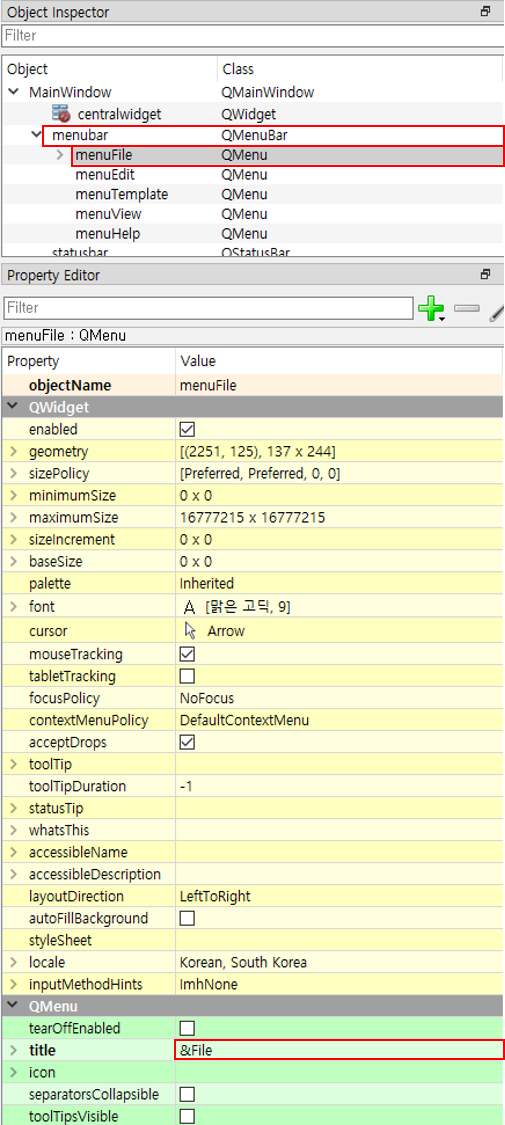 Object Inspector
Filter
Object Class
MainWindow QMainWindow
centralwidget QWidget
menubar QMenuBar
menuFile QMenu
menuEdit QMenu
menuTemplate QMenu
menuView QMenu
menuHelp QMenu
statusbar QStatusBar
Property Editor
Filter
menuFile : QMenu
Property Value
objectName menuFile
QWidget
enabled
geometry [(2251, 125), 137 x 244]
sizePolicy [Preferred, Preferred, 0, 0]
minimumSize 0 x 0
maximumSize 16777215 x 16777215
sizeIncrement 0 x 0
baseSize 0 x 0
palette Inherited
font A [맑은 고딕, 9]
cursor Arrow
mouseTracking
tabletTracking
focusPolicy NoFocus
contextMenuPolicy DefaultContextMenu
acceptDrops
toolTip
toolTipDuration -1
statusTip
whatsThis
accessibleName
accessibleDescription
layoutDirection LeftToRight
autoFillBackground
styleSheet
locale Korean, South Korea
inputMethodHints ImhNone
QMenu
tearOffEnabled
title &File
icon
separatorsCollapsible
toolTipsVisible